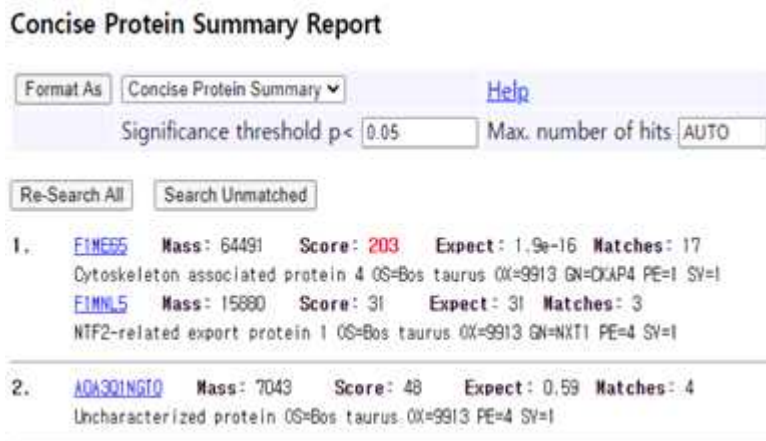 Concise Protein Summary Report
Format As Concise Protein Summary Help
Significance threshold p< 0.05 Max. number of hits AUTO
Re-Search All Search Unmatched
1. F1ME65 Mass: 64491 Score: 203 Expect: 1.9e-16 Matches: 17
Cytoskeleton associated protein 4 OS=Bos taurus OX=9913 GN=CKAP4 PE=1 SV=1
F1MNL5 Mass: 15880 Score: 31 Expect: 31 Matches: 3
NTF2-related export protein 1 OS=Bos taurus OX=9913 GN=NXT1 PE=4 SV=1
2. A0A3Q1NGT0 Mass: 7043 Score: 48 Expect: 0.59 Matches: 4
Uncharacterized protein OS=Bos taurus OX=9913 PE=4 SV=1